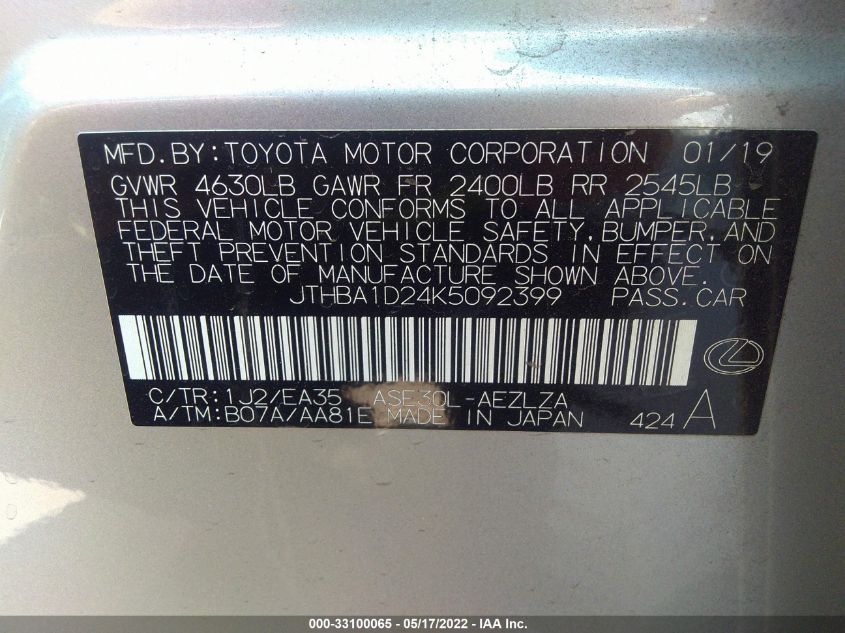 MFD.BY:TOYOTA MOTOR CORPORATION 01/19
GVWR 4630LB GAWR FR 2400LB RR 2545LB
THIS VEHICLE CONFORMS TO ALL APPLICABLE
FEDERAL MOTOR VEHICLE SAFETY,BUMPER,AND
THEFT PREVENTION STANDARDS IN EFFECT ON
THE DATE OF MANUFACTURE SHOWN ABOVE.
JTHBA1D24K5092399 PASS.CAR
C/TR:1J2/EA35 ASE30L-AEZLZA
A/TM:B07A/AA81E MADE IN JAPAN 424 A
000-33100065 - 05/17/2022 - IAA Inc.